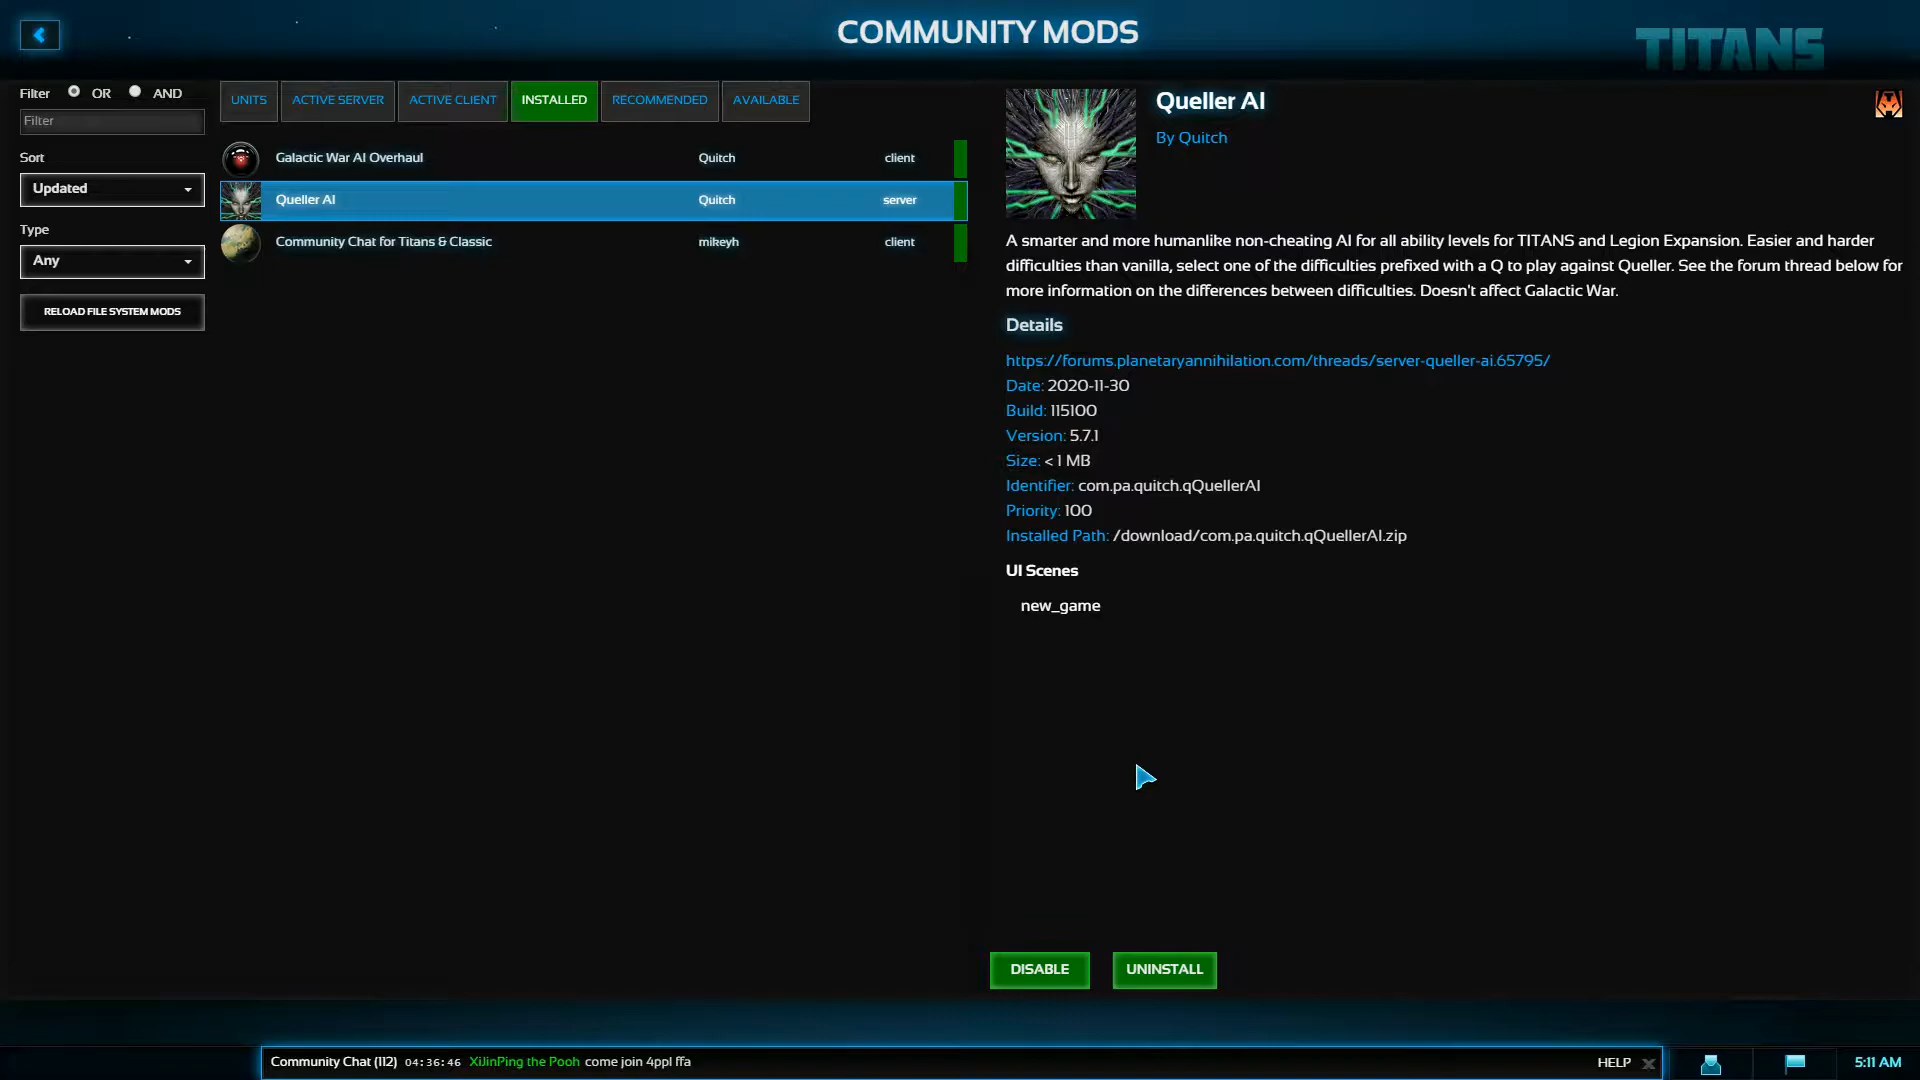 COMMUNITY MODS
TITANS
Filter OR AND
Filter
Sort
Updated
Type
Any
RELOAD FILE SYSTEM MODS
UNITS ACTIVE SERVER ACTIVE CLIENT INSTALLED RECOMMENDED AVAILABLE
Galactic War AI Overhaul Quitch client
Queller AI Quitch server
Community Chat for Titans & Classic mikeyh client
Queller AI
By Quitch
A smarter and more humanlike non-cheating AI for all ability levels for TITANS and Legion Expansion. Easier and harder
difficulties than vanilla, select one of the difficulties prefixed with a Q to play against Queller. See the forum thread below for
more information on the differences between difficulties. Doesn't affect Galactic War.
Details
https://forums.planetaryannihilation.com/threads/server-queller-ai.65795/
Date: 2020-11-30
Build: 115100
Version: 5.7.1
Size: < 1 MB
Identifier: com.pa.quitch.qQuellerAI
Priority: 100
Installed Path: /download/com.pa.quitch.qQuellerAI.zip
UI Scenes
new_game
DISABLE UNINSTALL
Community Chat (112) 04:36:46 XiJinPing the Pooh come join 4ppl ffa HELP
5:11 AM